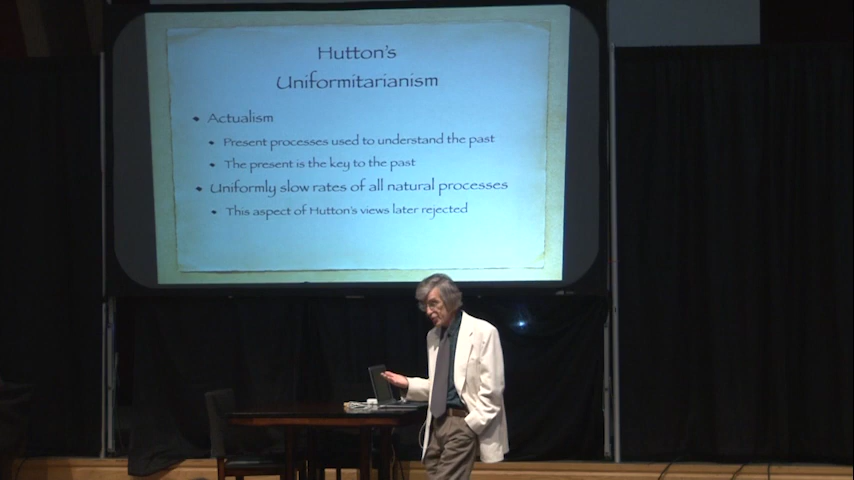 Hutton's
Uniformitarianism
• Actualism
• Present processes used to understand the past
• The present is the key to the past
• Uniformly slow rates of all natural processes
• This aspect of Hutton's views later rejected